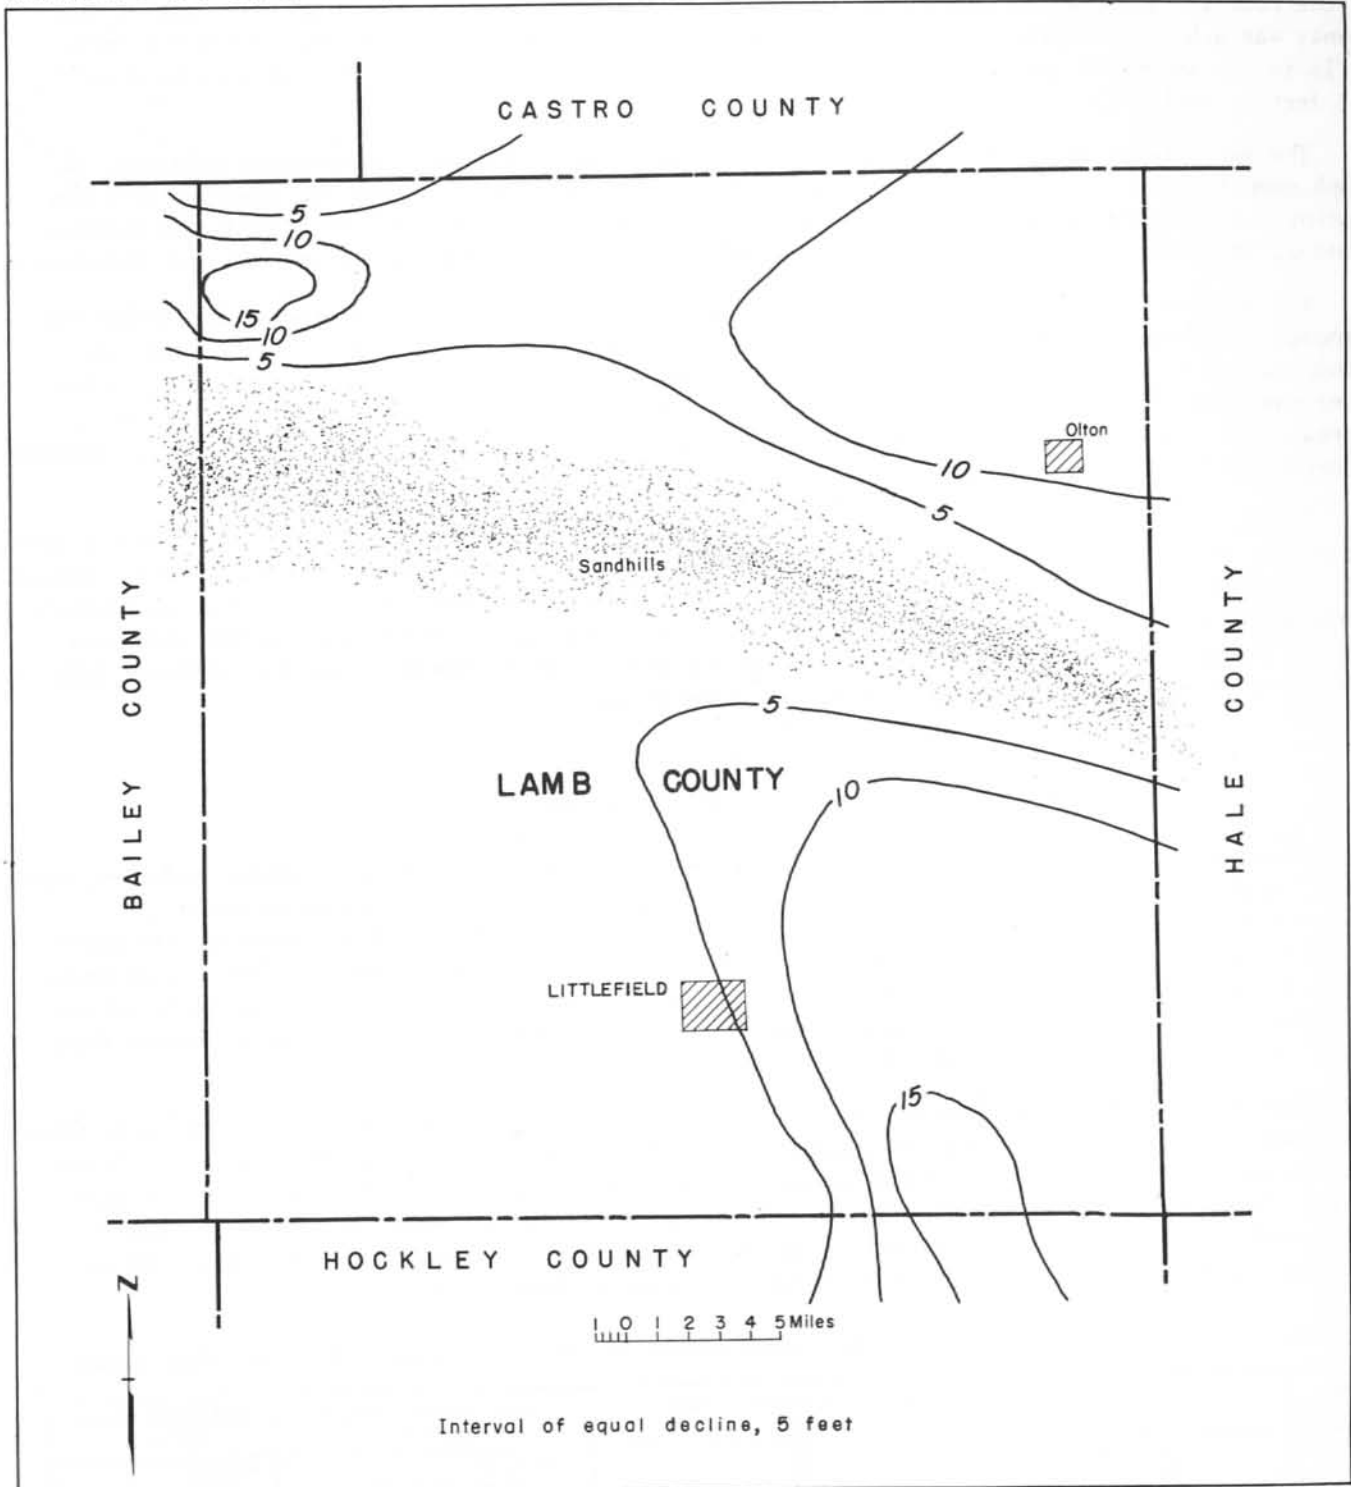 CASTRO COUNTY
5
10
15
10
5
Olton
10
5
Sandhills
BAILEY COUNTY
HALE COUNTY
5
LAMB COUNTY
10
LITTLEFIELD
15
HOCKLEY COUNTY
N
1 0 1 2 3 4 5 Miles
Interval of equal decline, 5 feet